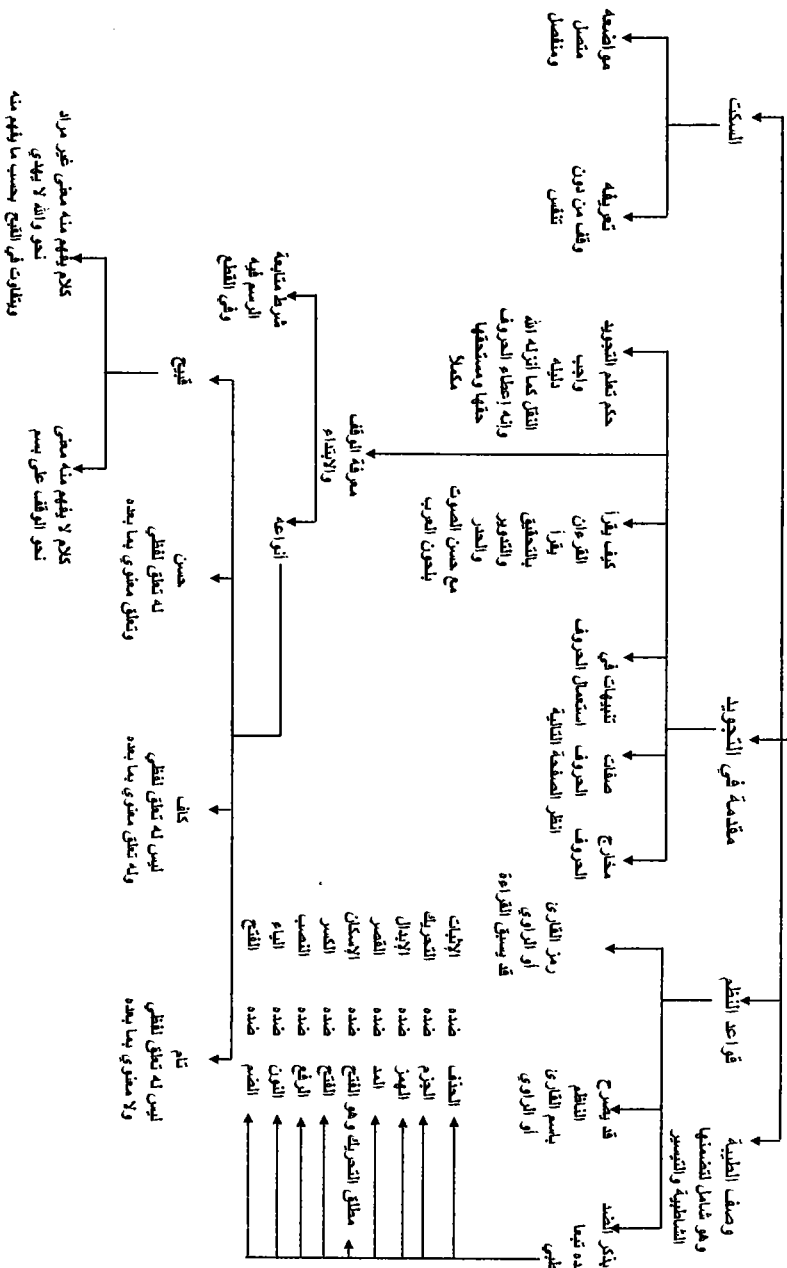 وصف الطيبة
وهو شامل لتضمنها
الشاطبية والتيسير
قواعد النظم
يذكر الضد
قد يصرح
الناظم
باسم القارئ
أو الراوي
رمز القارئ
أو الراوي
قد يسبق القراءة
الحذف ضده الإثبات
الجزم ضده التحريك
الهمز ضده الإبدال
المد ضده القصر
مطلق التحريك وهو الفتح ضده الإسكان
الفتح ضده الكسر
الرفع ضده النصب
النون ضده الياء
الضم ضده الفتح
مقدمة في التجويد
مخارج
الحروف
صفات
الحروف
انظر الصفحة التالية
تنبيهات في
استعمال الحروف
كيف يقرأ
القرءان
يقرأ
بالتحقيق
والتدوير
والحدر
مع حسن الصوت
بلحون العرب
معرفة الوقف
والابتداء
حكم تعلم التجويد
واجب
دليله
النقل كما أنزله الله
وإنه إعطاء الحروف
حقها ومستحقها
مكملا
أنواعه
شرط متابعة
الرسم فيه
وفي القطع
تام
ليس له تعلق لفظي
ولا معنوي بما بعده
كاف
ليس له تعلق لفظي
وله تعلق معنوي بما بعده
حسن
له تعلق لفظي
وتعلق معنوي بما بعده
قبيح
كلام لا يفهم منه معنى
نحو الوقف على بسم
كلام يفهم منه معنى غير مراد
نحو والله لا يهدي
ويتفاوت في القبح بحسب ما يفهم منه
السكت
تعريفه
وقف من دون
تنفس
مواضعه
متصل
ومنفصل